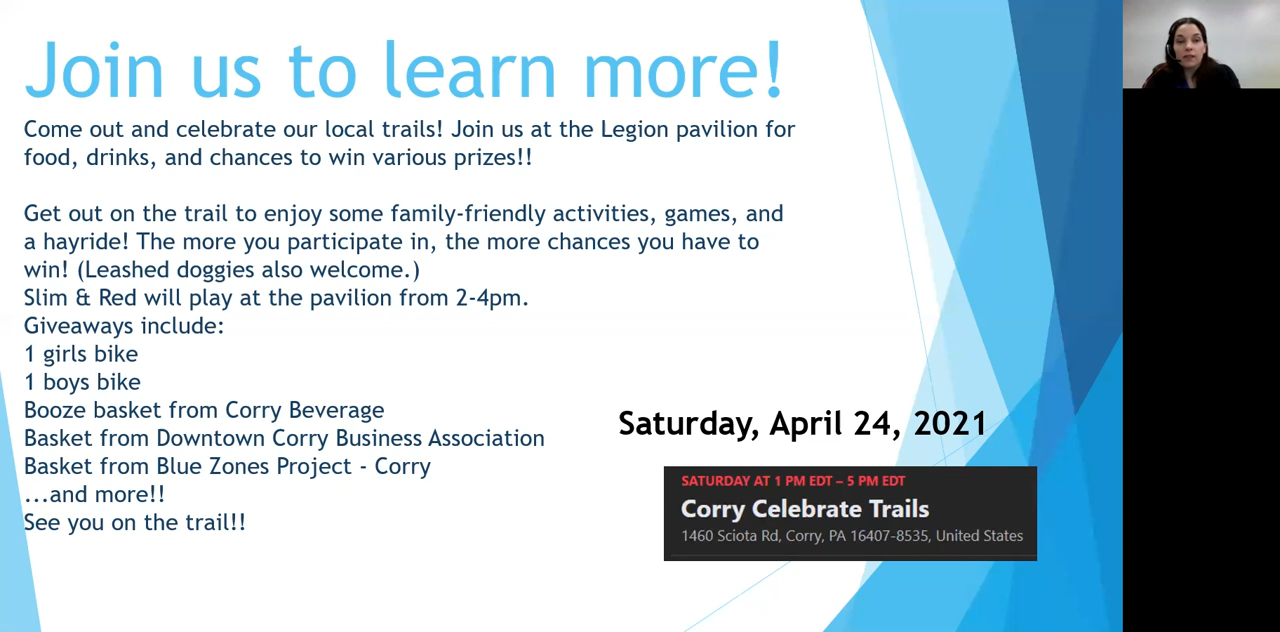 Join us to learn more!
Come out and celebrate our local trails! Join us at the Legion pavilion for
food, drinks, and chances to win various prizes!!
Get out on the trail to enjoy some family-friendly activities, games, and
a hayride! The more you participate in, the more chances you have to
win! (Leashed doggies also welcome.)
Slim & Red will play at the pavilion from 2-4pm.
Giveaways include:
1 girls bike
1 boys bike
Booze basket from Corry Beverage
Basket from Downtown Corry Business Association
Basket from Blue Zones Project - Corry
...and more!!
See you on the trail!!
Saturday, April 24, 2021
SATURDAY AT 1 PM EDT – 5 PM EDT
Corry Celebrate Trails
1460 Sciota Rd, Corry, PA 16407-8535, United States